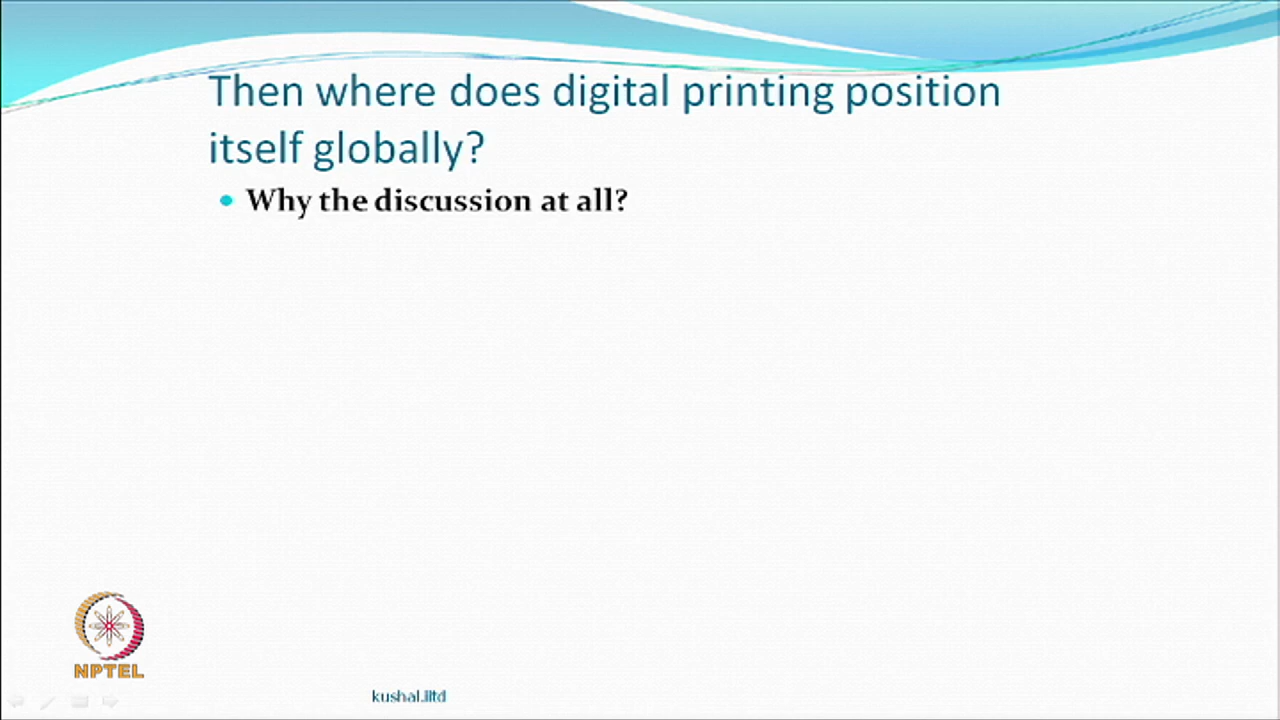 Then where does digital printing position
itself globally?
Why the discussion at all?
NPTEL
kushal.iitd